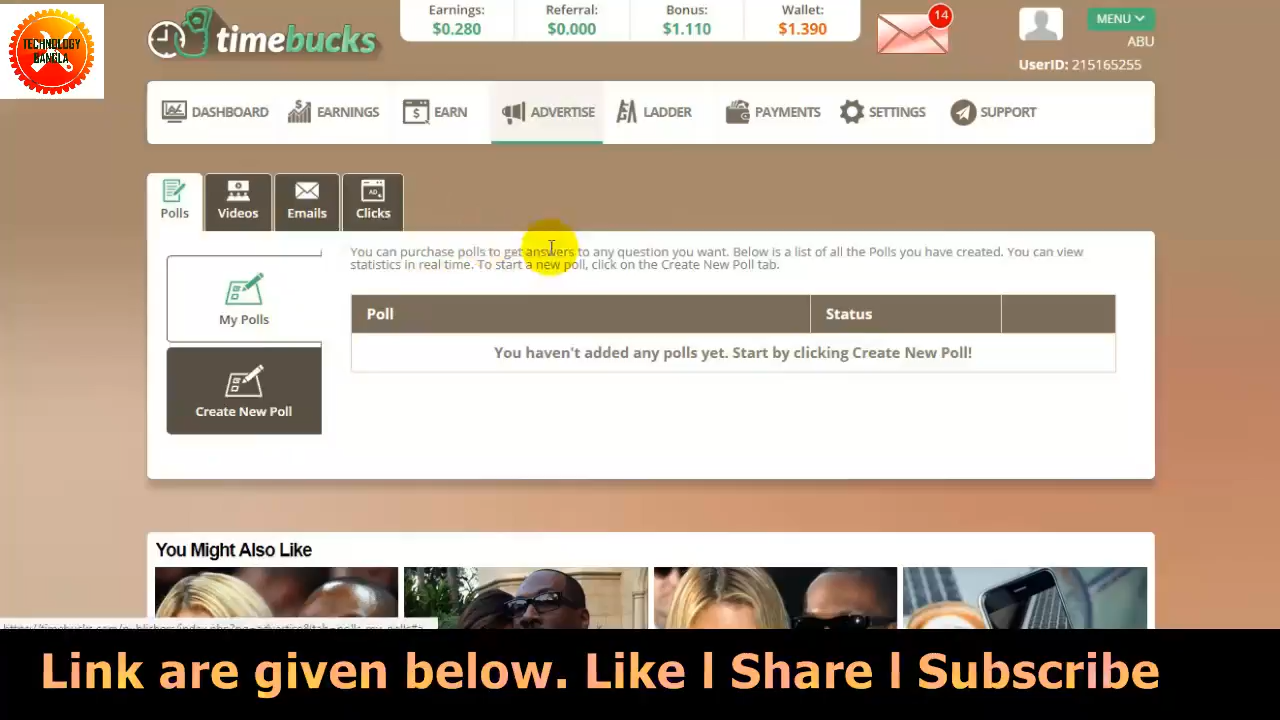 TECHNOLOGY
BANGLA
timebucks
Earnings: Referral: Bonus: Wallet:
$0.280 $0.000 $1.110 $1.390
14
MENU
ABU
UserID: 215165255
DASHBOARD EARNINGS EARN ADVERTISE LADDER PAYMENTS SETTINGS SUPPORT
Polls Videos Emails Clicks
You can purchase polls to get answers to any question you want. Below is a list of all the Polls you have created. You can view
statistics in real time. To start a new poll, click on the Create New Poll tab.
My Polls
Create New Poll
Poll Status
You haven't added any polls yet. Start by clicking Create New Poll!
You Might Also Like
Link are given below. Like l Share l Subscribe